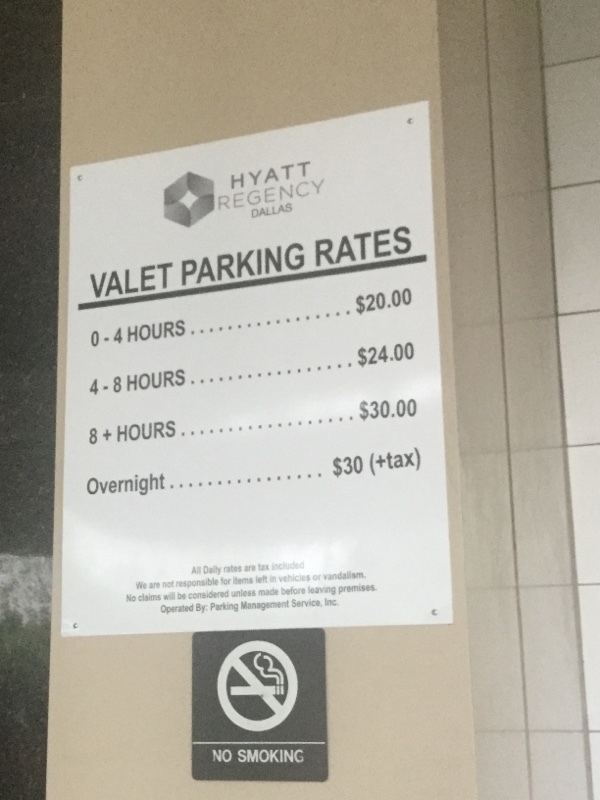 HYATT
REGENCY
DALLAS
VALET PARKING RATES
0 - 4 HOURS ................. $20.00
4 - 8 HOURS ................. $24.00
8 + HOURS .................. $30.00
Overnight ................ $30 (+tax)
All Daily rates are tax included
We are not responsible for items left in vehicles or vandalism.
No claims will be considered unless made before leaving premises.
Operated By: Parking Management Service, Inc.
NO SMOKING